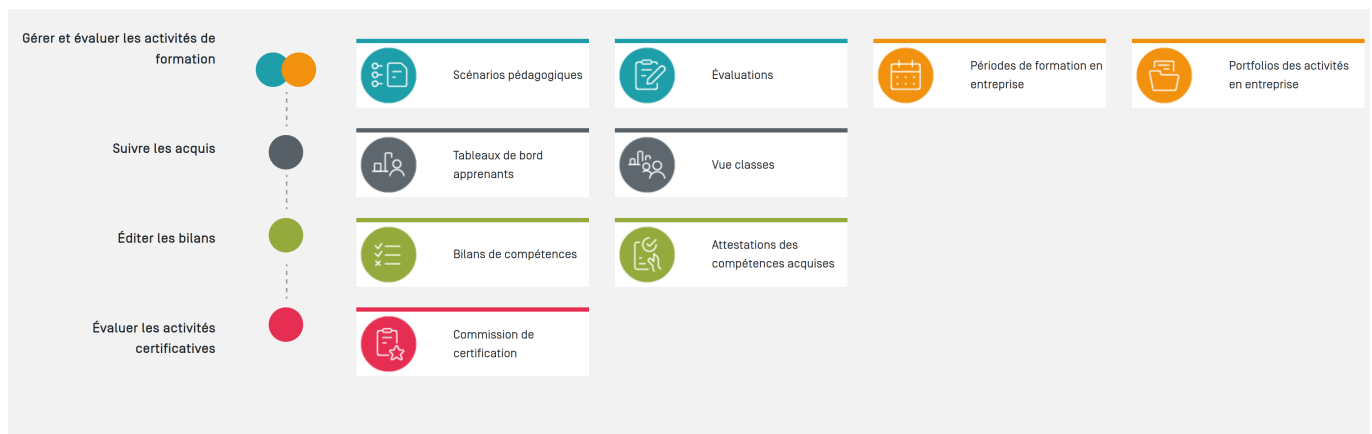 Gérer et évaluer les activités de
formation
Scénarios pédagogiques
Évaluations
Périodes de formation en
entreprise
Portfolios des activités
en entreprise
Suivre les acquis
Tableaux de bord
apprenants
Vue classes
Éditer les bilans
Bilans de compétences
Attestations des
compétences acquises
Évaluer les activités
certificatives
Commission de
certification